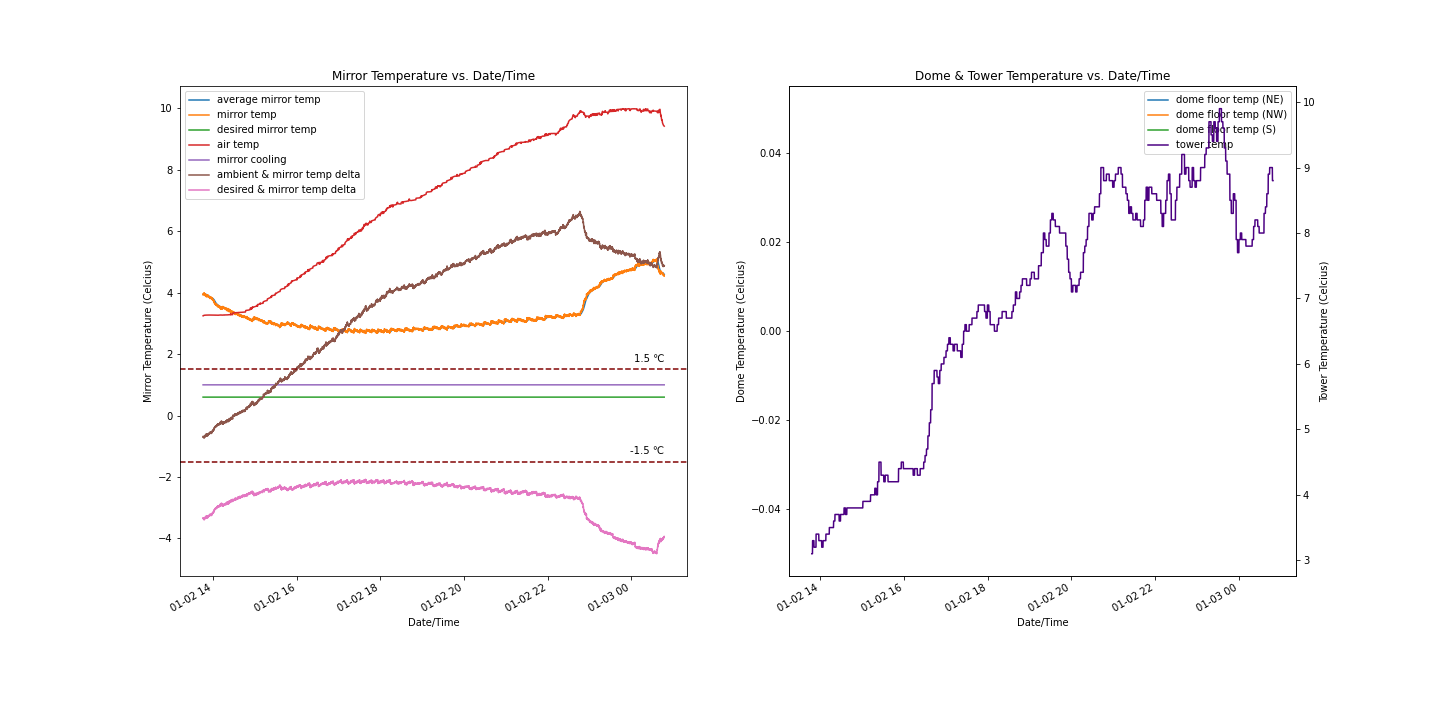 Mirror Temperature vs. Date/Time
average mirror temp
mirror temp
desired mirror temp
air temp
mirror cooling
ambient & mirror temp delta
desired & mirror temp delta
10
8
6
4
2
0
−2
−4
Mirror Temperature (Celcius)
1.5 °C
-1.5 °C
01-02 14
01-02 16
01-02 18
01-02 20
01-02 22
01-03 00
Date/Time
Dome & Tower Temperature vs. Date/Time
dome floor temp (NE)
dome floor temp (NW)
dome floor temp (S)
tower temp
0.04
0.02
0.00
−0.02
−0.04
Dome Temperature (Celcius)
10
9
8
7
6
5
4
3
Tower Temperature (Celcius)
01-02 14
01-02 16
01-02 18
01-02 20
01-02 22
01-03 00
Date/Time